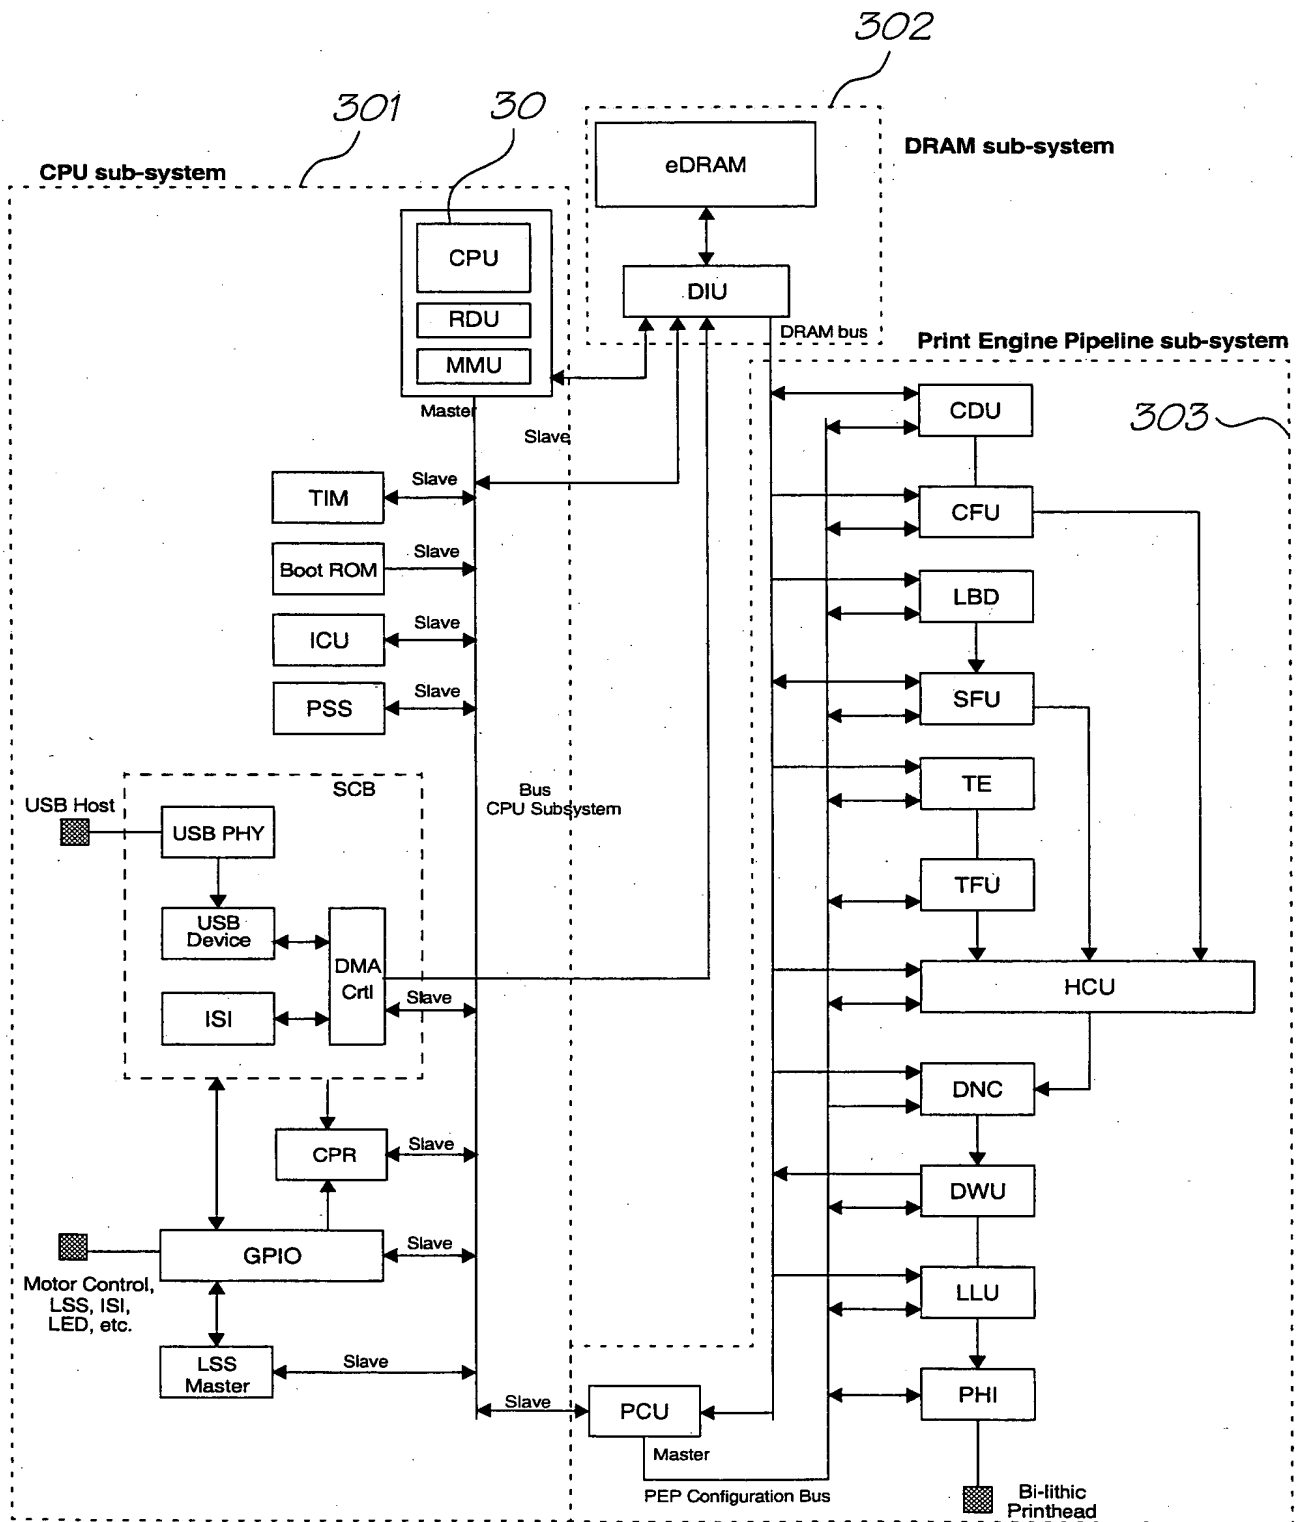 302
301
30
CPU sub-system
DRAM sub-system
eDRAM
CPU
RDU
MMU
DIU
DRAM bus
Print Engine Pipeline sub-system
303
Master
Slave
TIM
Slave
Boot ROM
Slave
ICU
Slave
PSS
Slave
CDU
CFU
LBD
SFU
TE
TFU
HCU
DNC
DWU
LLU
PHI
Bus
CPU Subsystem
SCB
USB Host
USB PHY
USB
Device
DMA
Crtl
ISI
Slave
CPR
Slave
GPIO
Slave
Motor Control,
LSS, ISI,
LED, etc.
LSS
Master
Slave
Slave
PCU
Master
PEP Configuration Bus
Bi-lithic
Printhead